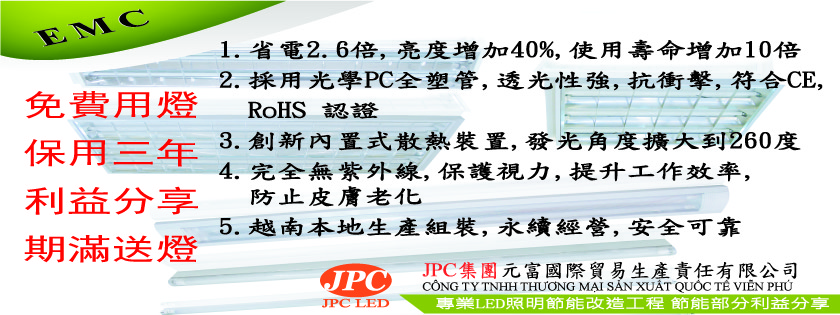 EMC
免費用燈
保用三年
利益分享
期滿送燈
1. 省電2.6倍, 亮度增加40%, 使用壽命增加10倍
2. 採用光學PC全塑管, 透光性強, 抗衝擊, 符合CE,
RoHS 認證
3. 創新內置式散熱裝置, 發光角度擴大到260度
4. 完全無紫外線, 保護視力, 提升工作效率,
防止皮膚老化
5. 越南本地生產組裝, 永續經營, 安全可靠
JPC
JPC LED
JPC集團元富國際貿易生產責任有限公司
CÔNG TY TNHH THƯƠNG MẠI SẢN XUẤT QUỐC TẾ VIỄN PHÚ
專業LED照明節能改造工程 節能部分利益分享